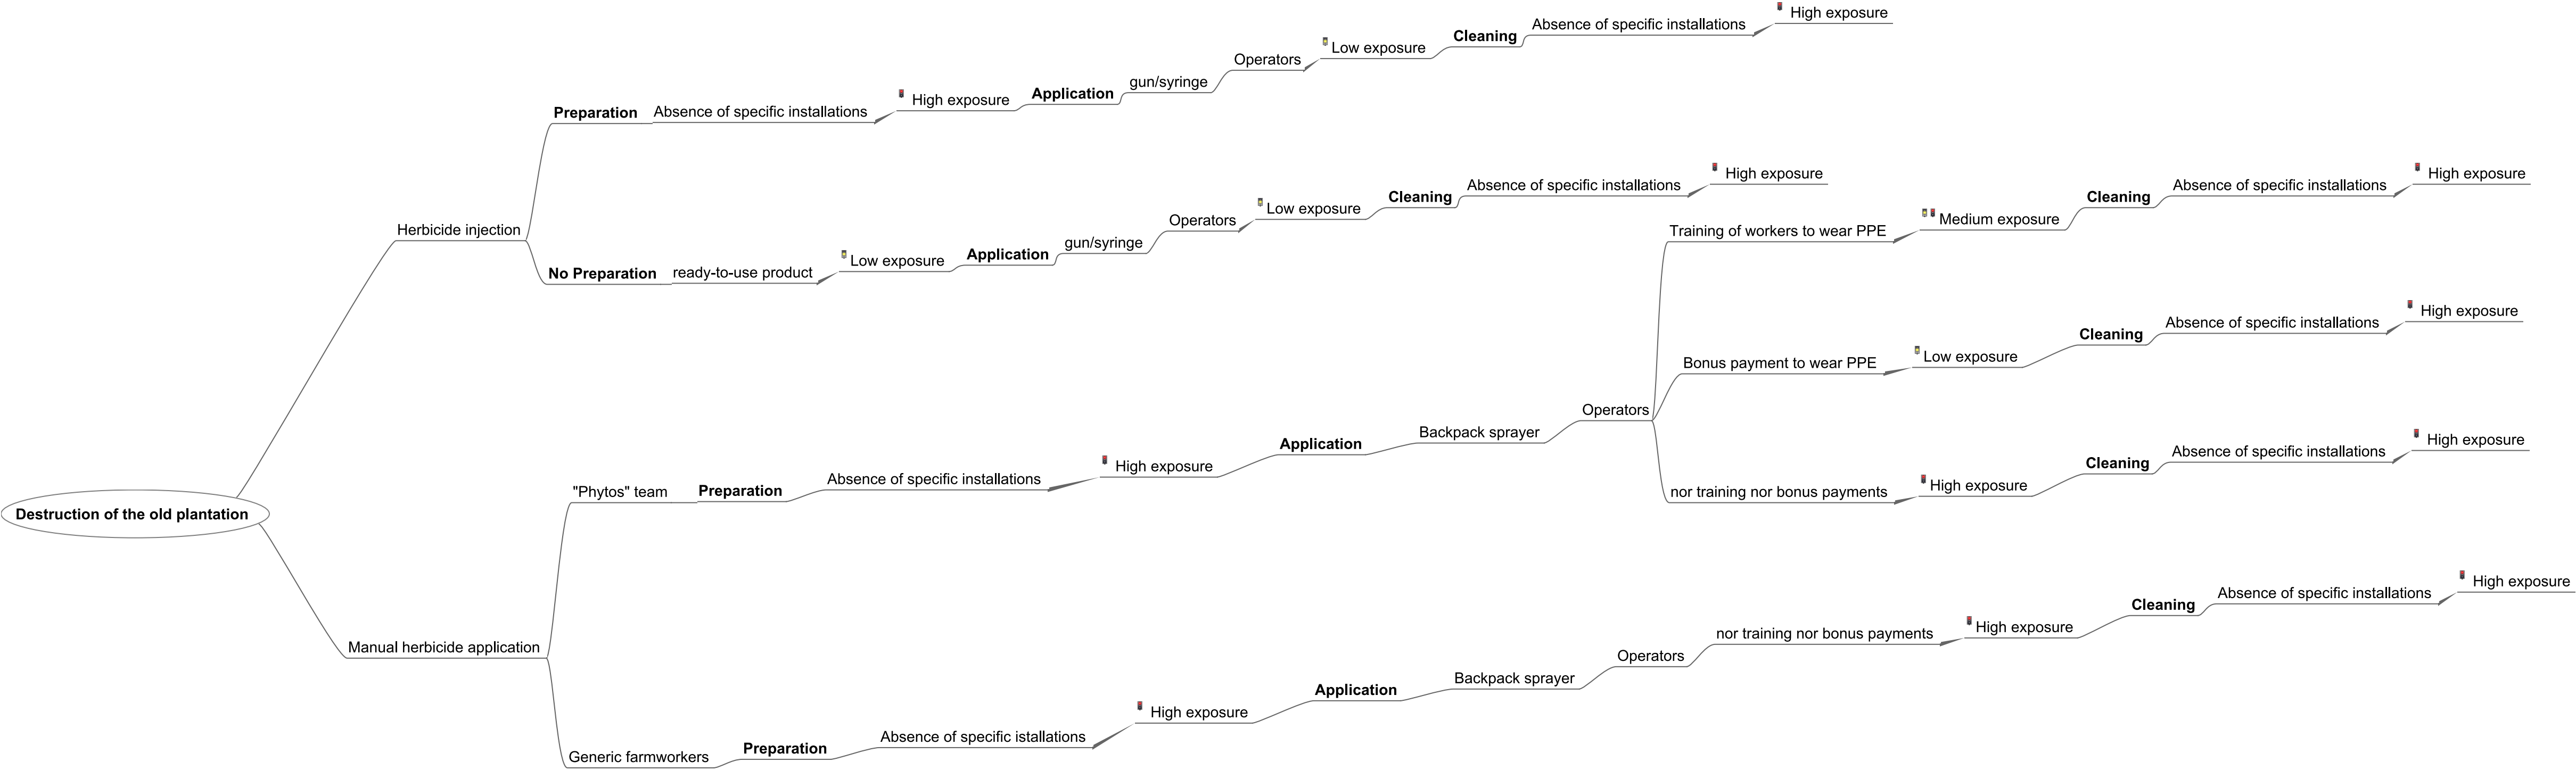 Destruction of the old plantation
Herbicide injection
Preparation
Absence of specific installations
High exposure
Application
gun/syringe
Operators
Low exposure
Cleaning
Absence of specific installations
High exposure
No Preparation
ready-to-use product
Low exposure
Application
gun/syringe
Operators
Low exposure
Cleaning
Absence of specific installations
High exposure
Manual herbicide application
"Phytos" team
Preparation
Absence of specific installations
High exposure
Application
Backpack sprayer
Operators
Training of workers to wear PPE
Medium exposure
Cleaning
Absence of specific installations
High exposure
Bonus payment to wear PPE
Low exposure
Cleaning
Absence of specific installations
High exposure
nor training nor bonus payments
High exposure
Cleaning
Absence of specific installations
High exposure
Generic farmworkers
Preparation
Absence of specific istallations
High exposure
Application
Backpack sprayer
Operators
nor training nor bonus payments
High exposure
Cleaning
Absence of specific installations
High exposure